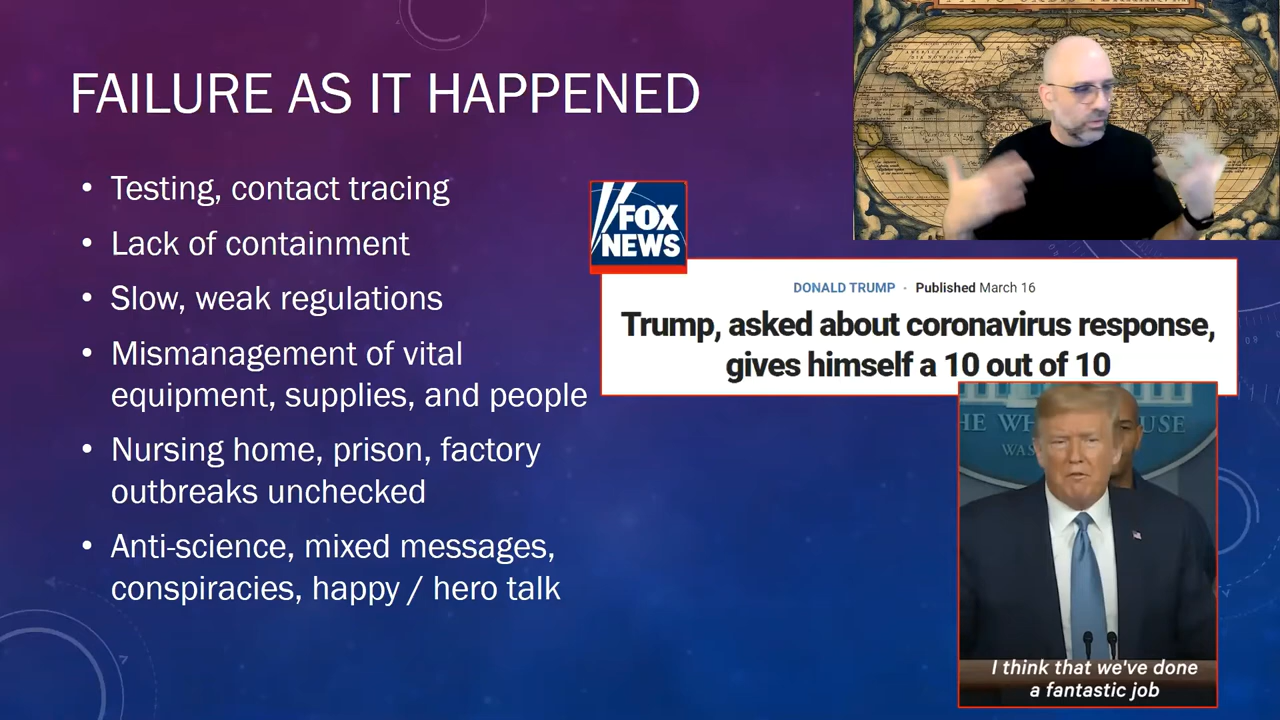 FAILURE AS IT HAPPENED
• Testing, contact tracing
• Lack of containment
• Slow, weak regulations
• Mismanagement of vital
equipment, supplies, and people
• Nursing home, prison, factory
outbreaks unchecked
• Anti-science, mixed messages,
conspiracies, happy / hero talk
FOX
NEWS
DONALD TRUMP · Published March 16
Trump, asked about coronavirus response,
gives himself a 10 out of 10
I think that we've done
a fantastic job